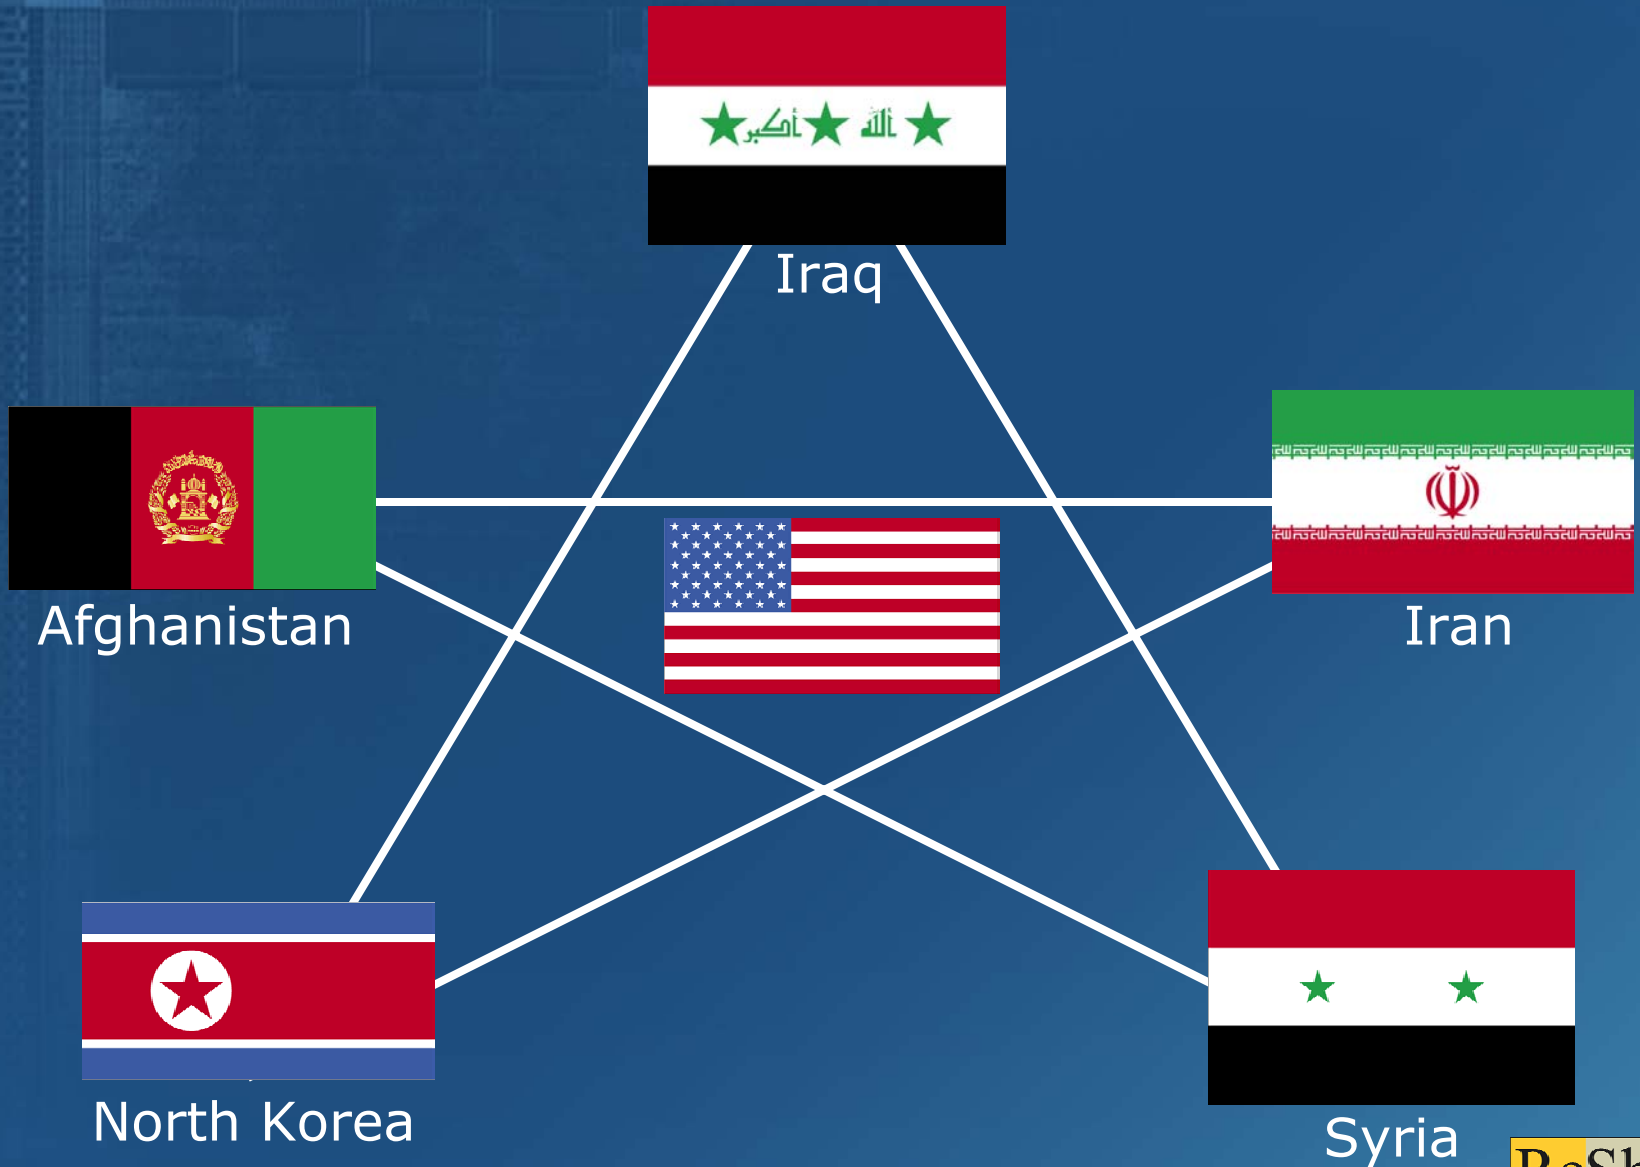 الله أكبر
Iraq
Afghanistan
Iran
North Korea
Syria